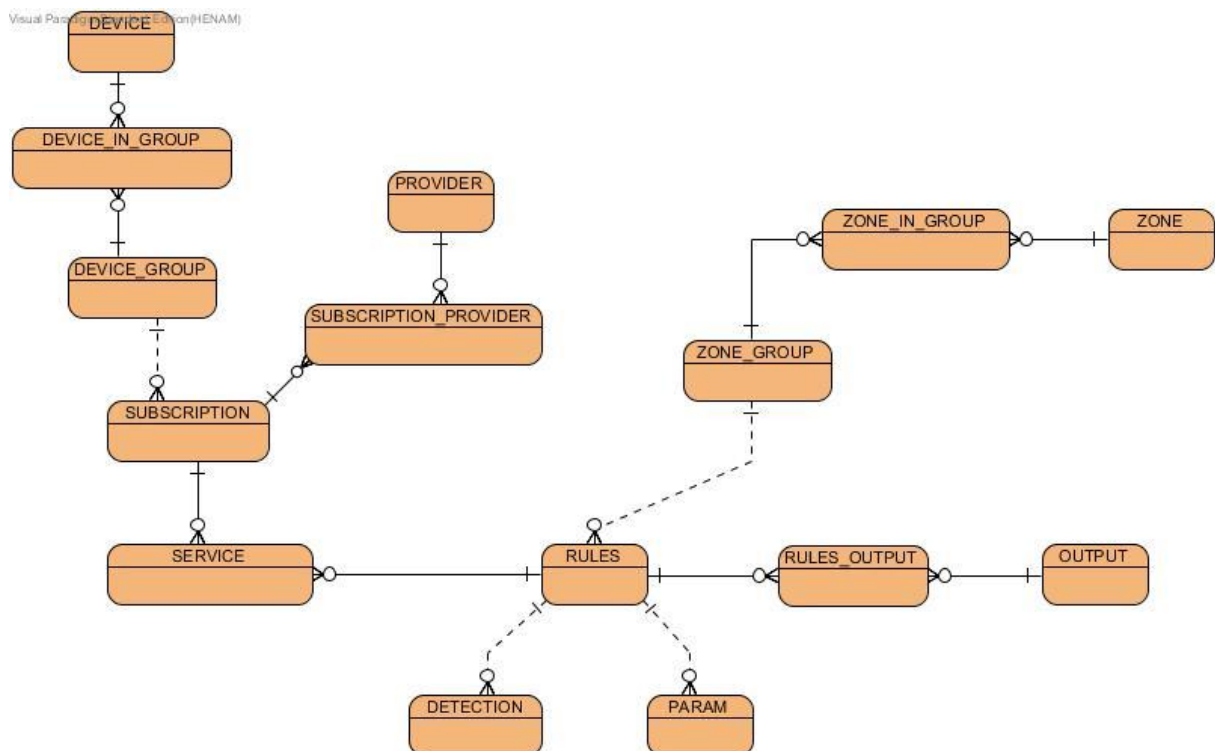 Visual Paradigm Standard Edition(HENAM)
DEVICE
DEVICE_IN_GROUP
PROVIDER
ZONE_IN_GROUP
ZONE
DEVICE_GROUP
SUBSCRIPTION_PROVIDER
ZONE_GROUP
SUBSCRIPTION
SERVICE
RULES
RULES_OUTPUT
OUTPUT
DETECTION
PARAM